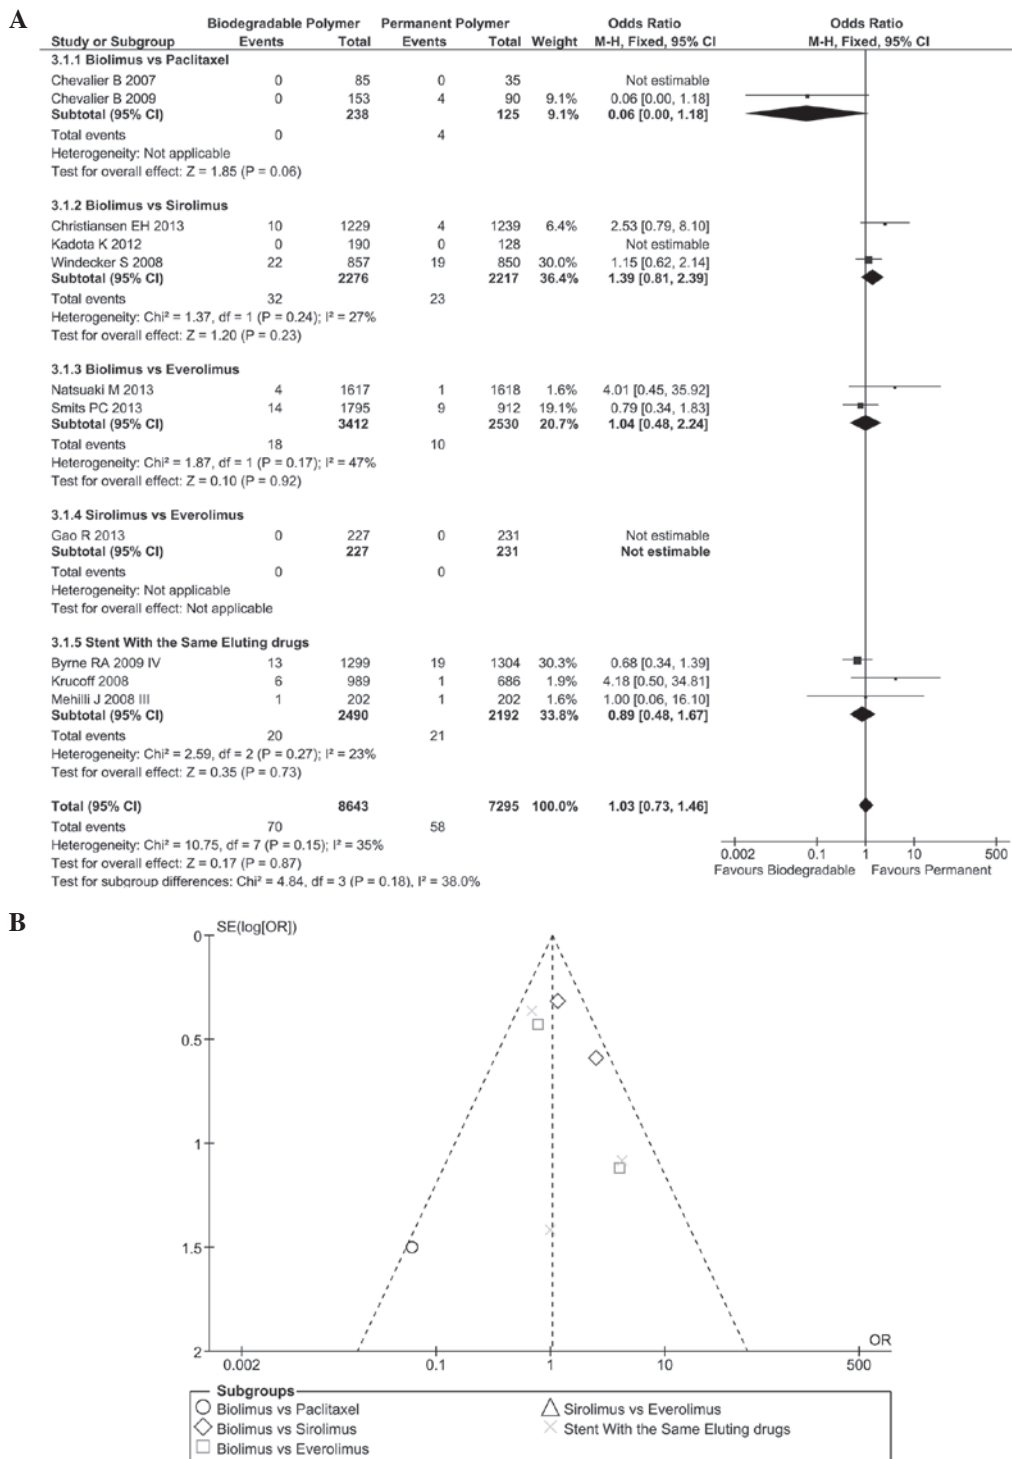 A
Biodegradable Polymer Permanent Polymer Odds Ratio Odds Ratio
Study or Subgroup Events Total Events Total Weight M-H, Fixed, 95% CI M-H, Fixed, 95% CI
3.1.1 Biolimus vs Paclitaxel
Chevalier B 2007 0 85 0 35 Not estimable
Chevalier B 2009 0 153 4 90 9.1% 0.06 [0.00, 1.18]
Subtotal (95% CI) 238 125 9.1% 0.06 [0.00, 1.18]
Total events 0 4
Heterogeneity: Not applicable
Test for overall effect: Z = 1.85 (P = 0.06)
3.1.2 Biolimus vs Sirolimus
Christiansen EH 2013 10 1229 4 1239 6.4% 2.53 [0.79, 8.10]
Kadota K 2012 0 190 0 128 Not estimable
Windecker S 2008 22 857 19 850 30.0% 1.15 [0.62, 2.14]
Subtotal (95% CI) 2276 2217 36.4% 1.39 [0.81, 2.39]
Total events 32 23
Heterogeneity: Chi² = 1.37, df = 1 (P = 0.24); I² = 27%
Test for overall effect: Z = 1.20 (P = 0.23)
3.1.3 Biolimus vs Everolimus
Natsuaki M 2013 4 1617 1 1618 1.6% 4.01 [0.45, 35.92]
Smits PC 2013 14 1795 9 912 19.1% 0.79 [0.34, 1.83]
Subtotal (95% CI) 3412 2530 20.7% 1.04 [0.48, 2.24]
Total events 18 10
Heterogeneity: Chi² = 1.87, df = 1 (P = 0.17); I² = 47%
Test for overall effect: Z = 0.10 (P = 0.92)
3.1.4 Sirolimus vs Everolimus
Gao R 2013 0 227 0 231 Not estimable
Subtotal (95% CI) 227 231 Not estimable
Total events 0 0
Heterogeneity: Not applicable
Test for overall effect: Not applicable
3.1.5 Stent With the Same Eluting drugs
Byrne RA 2009 IV 13 1299 19 1304 30.3% 0.68 [0.34, 1.39]
Krucoff 2008 6 989 1 686 1.9% 4.18 [0.50, 34.81]
Mehilli J 2008 III 1 202 1 202 1.6% 1.00 [0.06, 16.10]
Subtotal (95% CI) 2490 2192 33.8% 0.89 [0.48, 1.67]
Total events 20 21
Heterogeneity: Chi² = 2.59, df = 2 (P = 0.27); I² = 23%
Test for overall effect: Z = 0.35 (P = 0.73)
Total (95% CI) 8643 7295 100.0% 1.03 [0.73, 1.46]
Total events 70 58
Heterogeneity: Chi² = 10.75, df = 7 (P = 0.15); I² = 35%
Test for overall effect: Z = 0.17 (P = 0.87)
Test for subgroup differences: Chi² = 4.84, df = 3 (P = 0.18), I² = 38.0%
0.002 0.1 1 10 500
Favours Biodegradable Favours Permanent
B
SE(log[OR])
0
0.5
1
1.5
2
OR
0.002 0.1 1 10 500
Subgroups
Biolimus vs Paclitaxel Sirolimus vs Everolimus
Biolimus vs Sirolimus Stent With the Same Eluting drugs
Biolimus vs Everolimus